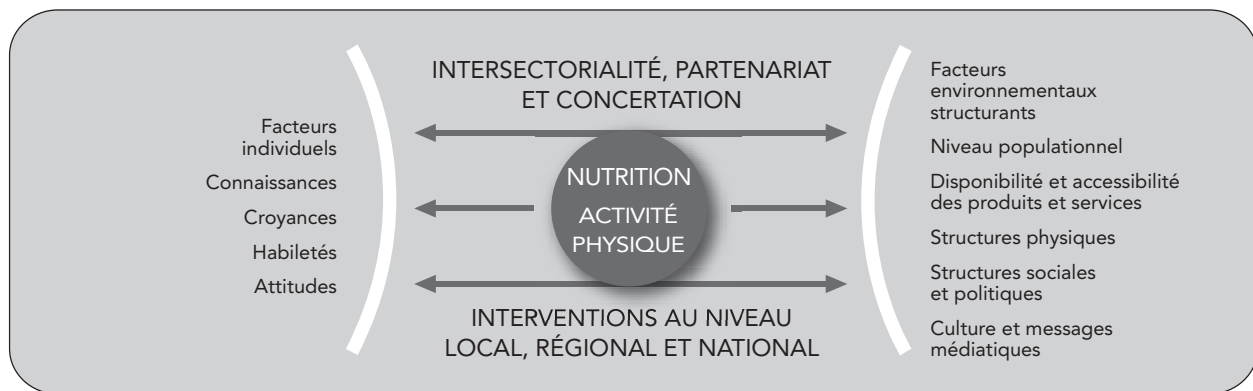 Facteurs
individuels
Connaissances
Croyances
Habiletés
Attitudes
INTERSECTORIALITÉ, PARTENARIAT
ET CONCERTATION
NUTRITION
ACTIVITÉ
PHYSIQUE
INTERVENTIONS AU NIVEAU
LOCAL, RÉGIONAL ET NATIONAL
Facteurs
environnementaux
structurants
Niveau populationnel
Disponibilité et accessibilité
des produits et services
Structures physiques
Structures sociales
et politiques
Culture et messages
médiatiques